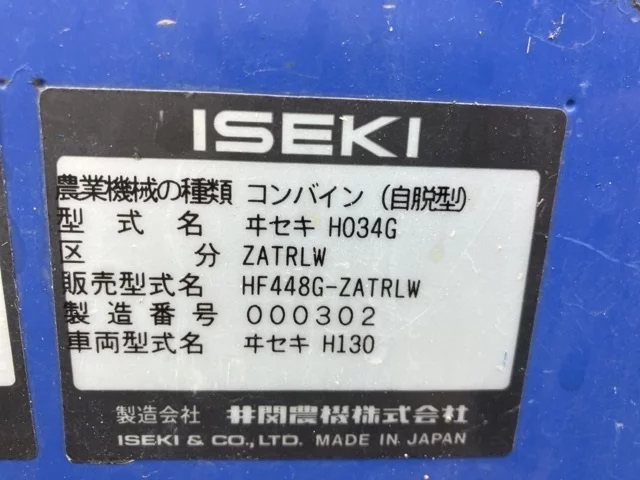 ISEKI
農業機械の種類 コンバイン (自脱型)
型式名 ヰセキ H034G
区分 ZATRLW
販売型式名 HF448G-ZATRLW
製造番号 000302
車両型式名 ヰセキ H130
製造会社 井関農機株式会社
ISEKI & CO., LTD. MADE IN JAPAN